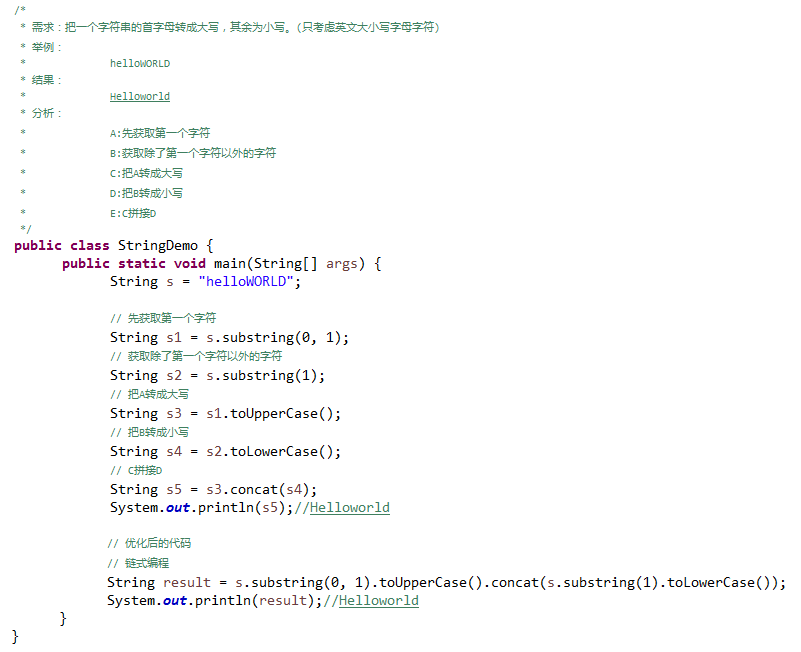 /*
* 需求：把一个字符串的首字母转成大写，其余为小写。(只考虑英文大小写字母字符)
* 举例：
* helloWORLD
* 结果：
* Helloworld
* 分析：
* A:先获取第一个字符
* B:获取除了第一个字符以外的字符
* C:把A转成大写
* D:把B转成小写
* E:C拼接D
*/
public class StringDemo {
public static void main(String[] args) {
String s = "helloWORLD";
// 先获取第一个字符
String s1 = s.substring(0, 1);
// 获取除了第一个字符以外的字符
String s2 = s.substring(1);
// 把A转成大写
String s3 = s1.toUpperCase();
// 把B转成小写
String s4 = s2.toLowerCase();
// C拼接D
String s5 = s3.concat(s4);
System.out.println(s5);//Helloworld
// 优化后的代码
// 链式编程
String result = s.substring(0, 1).toUpperCase().concat(s.substring(1).toLowerCase());
System.out.println(result);//Helloworld
}
}